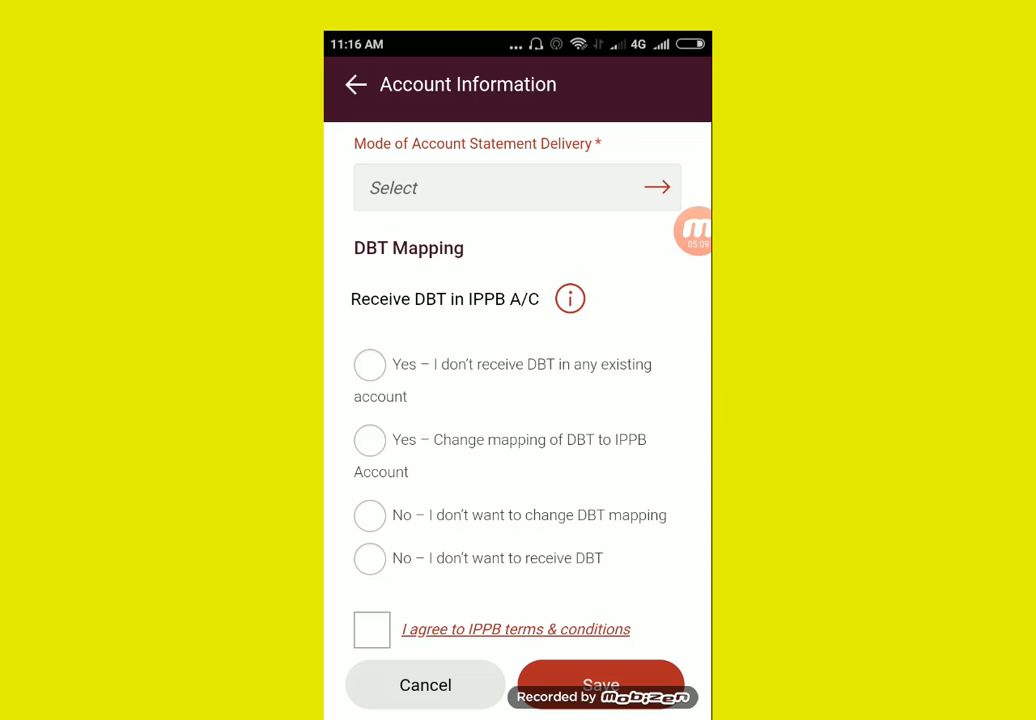 11:16 AM
4G
Account Information
Mode of Account Statement Delivery *
Select
m
05:09
DBT Mapping
Receive DBT in IPPB A/C
Yes – I don't receive DBT in any existing
account
Yes – Change mapping of DBT to IPPB
Account
No – I don't want to change DBT mapping
No – I don't want to receive DBT
I agree to IPPB terms & conditions
Cancel
Save
Recorded by mobizen